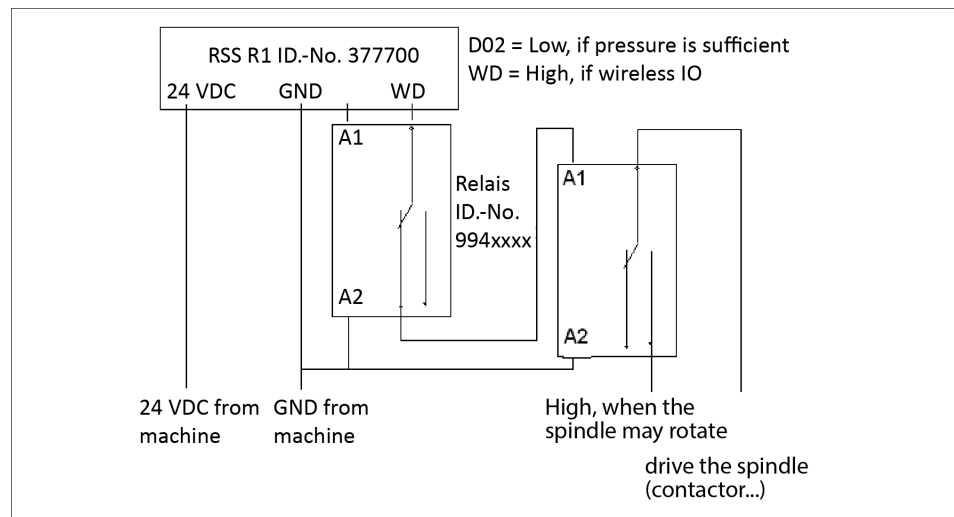 RSS R1 ID.-No. 377700
24 VDC GND WD
D02 = Low, if pressure is sufficient
WD = High, if wireless IO
A1
A2
Relais
ID.-No.
994xxxx
A1
A2
24 VDC from
machine
GND from
machine
High, when the
spindle may rotate
drive the spindle
(contactor...)